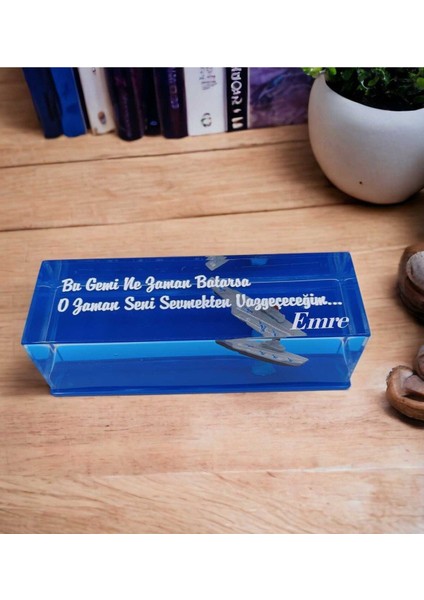 Bu Gemi Ne Zaman Batarsa
O Zaman Seni Sevmekten Vazgeçeceğim...
Emre